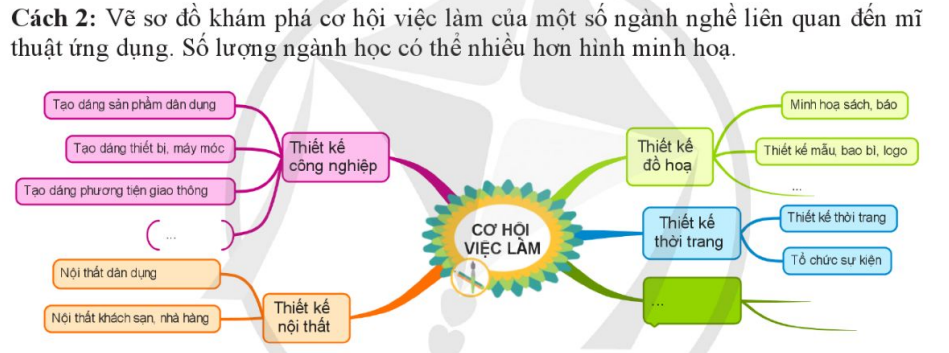 Cách 2: Vẽ sơ đồ khám phá cơ hội việc làm của một số ngành nghề liên quan đến mĩ
thuật ứng dụng. Số lượng ngành học có thể nhiều hơn hình minh hoạ.
Tạo dáng sản phẩm dân dụng
Tạo dáng thiết bị, máy móc
Tạo dáng phương tiện giao thông
...
Thiết kế
công nghiệp
Nội thất dân dụng
Nội thất khách sạn, nhà hàng
Thiết kế
nội thất
CƠ HỘI
VIỆC LÀM
Thiết kế
đồ hoạ
Minh hoạ sách, báo
Thiết kế mẫu, bao bì, logo
...
Thiết kế
thời trang
Thiết kế thời trang
Tổ chức sự kiện
...